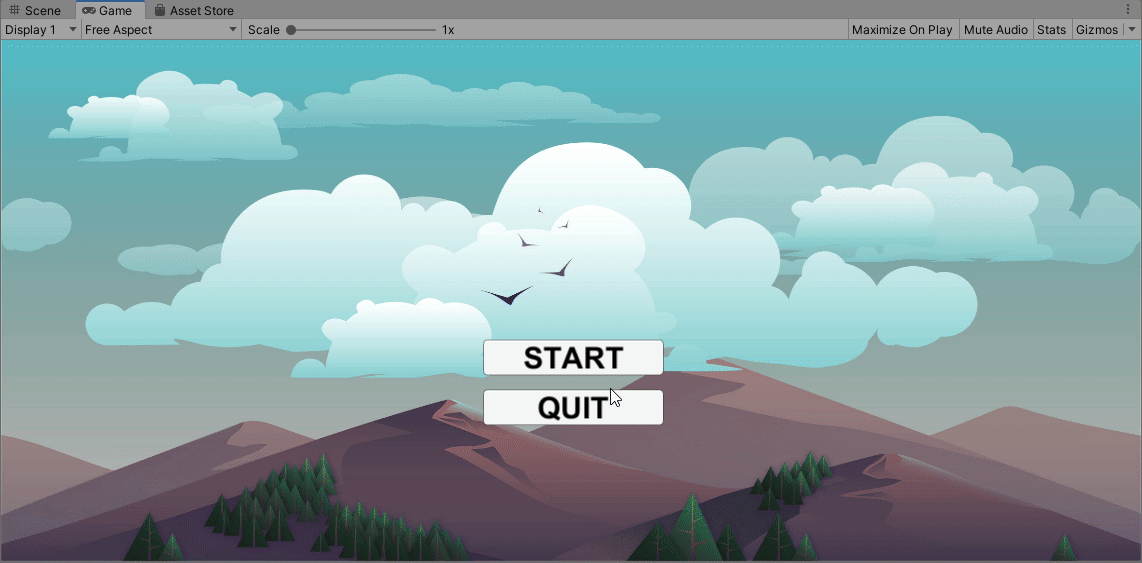 Scene Game Asset Store
Display 1 Free Aspect Scale 1x Maximize On Play Mute Audio Stats Gizmos
START
QUIT